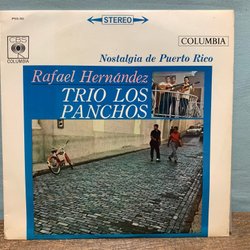 STEREO
COLUMBIA
CBS
COLUMBIA
Nostalgia de Puerto Rico
Rafael Hernández
TRIO LOS
PANCHOS